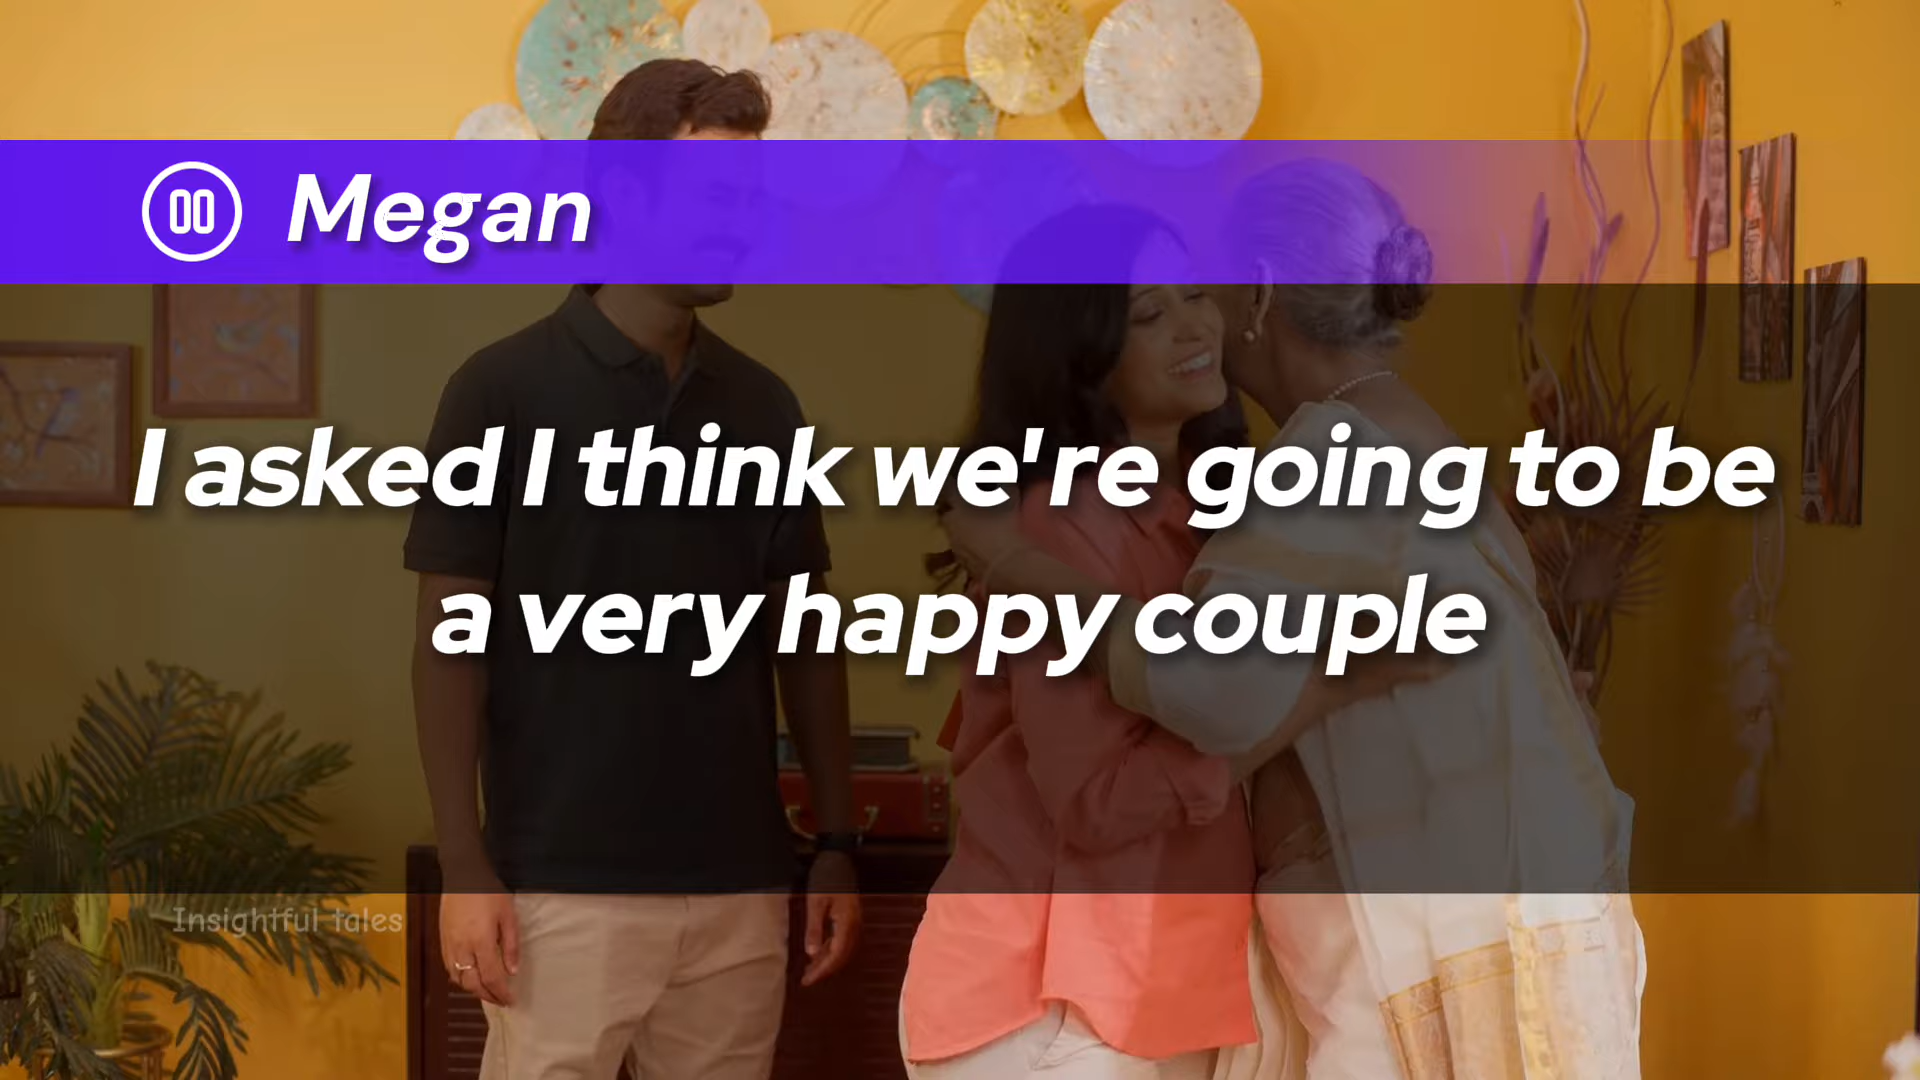 Megan
I asked I think we're going to be
a very happy couple
Insightful tales